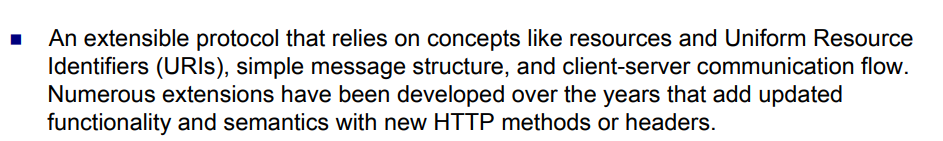 An extensible protocol that relies on concepts like resources and Uniform Resource
Identifiers (URIs), simple message structure, and client-server communication flow.
Numerous extensions have been developed over the years that add updated
functionality and semantics with new HTTP methods or headers.